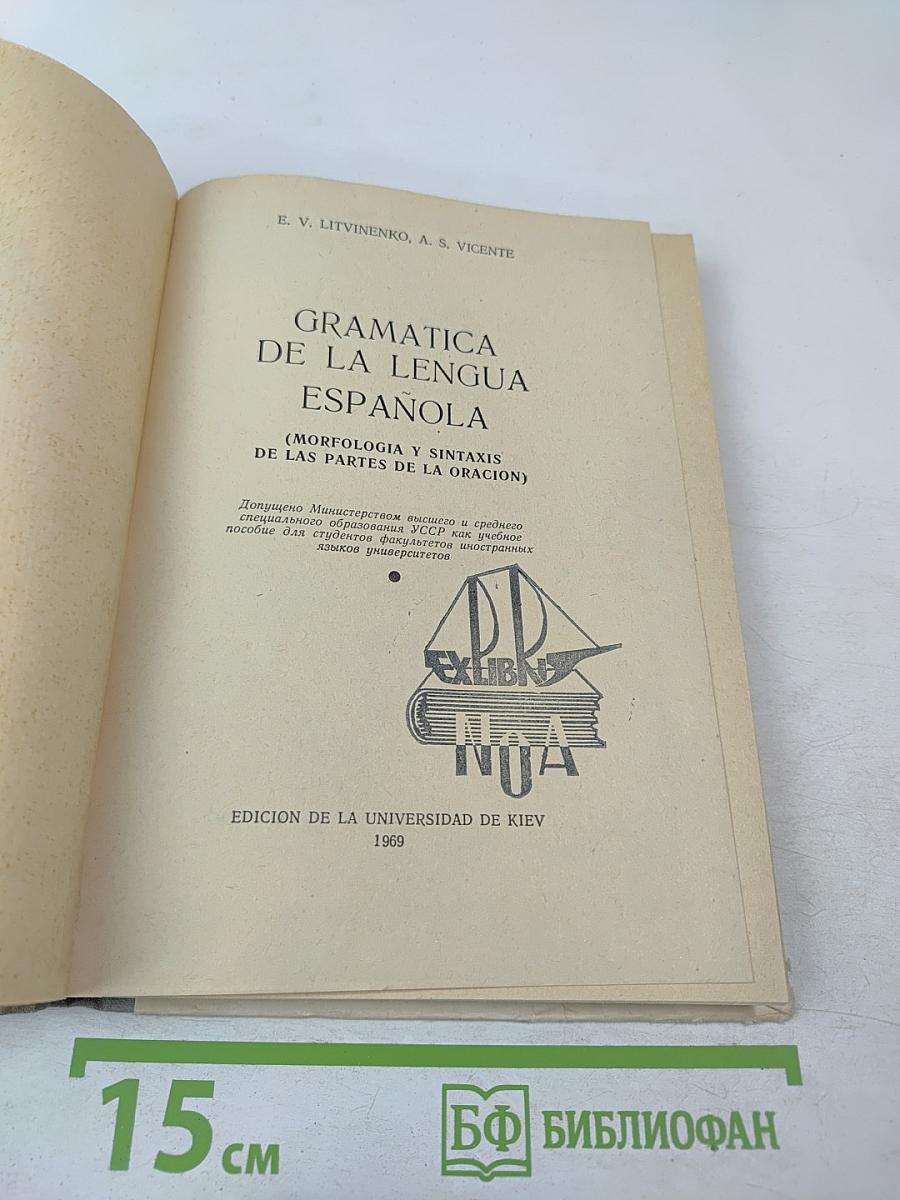 E. V. LITVINENKO, A. S. VICENTE
GRAMATICA
DE LA LENGUA
ESPAÑOLA
(MORFOLOGIA Y SINTAXIS
DE LAS PARTES DE LA ORACION)
Допущено Министерством высшего и среднего
специального образования УССР как учебное
пособие для студентов факультетов иностранных
языков университетов
EXLIBRIS
NOA
EDICION DE LA UNIVERSIDAD DE KIEV
1969
15 см
БФ БИБЛИОФАН